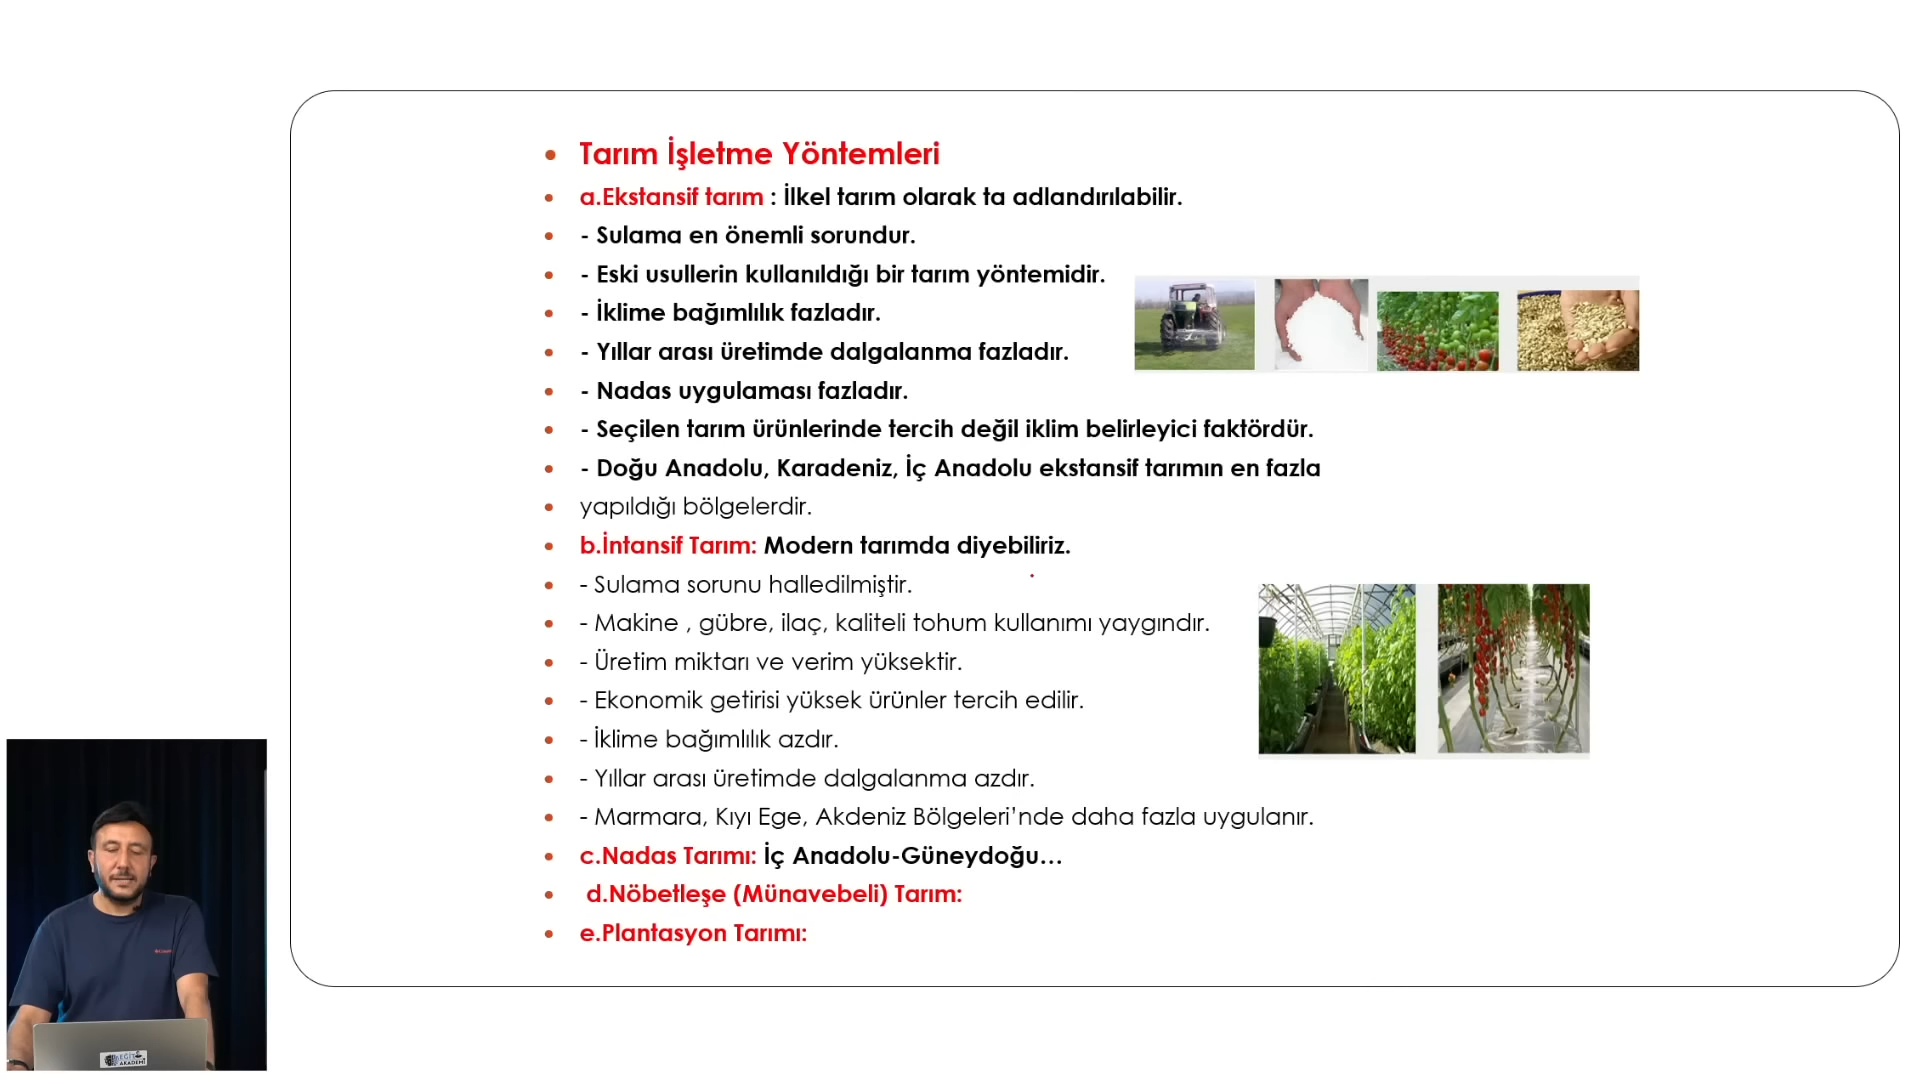 Tarım İşletme Yöntemleri
a.Ekstansif tarım : İlkel tarım olarak ta adlandırılabilir.
- Sulama en önemli sorundur.
- Eski usullerin kullanıldığı bir tarım yöntemidir.
- İklime bağımlılık fazladır.
- Yıllar arası üretimde dalgalanma fazladır.
- Nadas uygulaması fazladır.
- Seçilen tarım ürünlerinde tercih değil iklim belirleyici faktördür.
- Doğu Anadolu, Karadeniz, İç Anadolu ekstansif tarımın en fazla
yapıldığı bölgelerdir.
b.İntansif Tarım: Modern tarımda diyebiliriz.
- Sulama sorunu halledilmiştir.
- Makine , gübre, ilaç, kaliteli tohum kullanımı yaygındır.
- Üretim miktarı ve verim yüksektir.
- Ekonomik getirisi yüksek ürünler tercih edilir.
- İklime bağımlılık azdır.
- Yıllar arası üretimde dalgalanma azdır.
- Marmara, Kıyı Ege, Akdeniz Bölgeleri’nde daha fazla uygulanır.
c.Nadas Tarımı: İç Anadolu-Güneydoğu…
d.Nöbetleşe (Münavebeli) Tarım:
e.Plantasyon Tarımı:
AKADEMİ